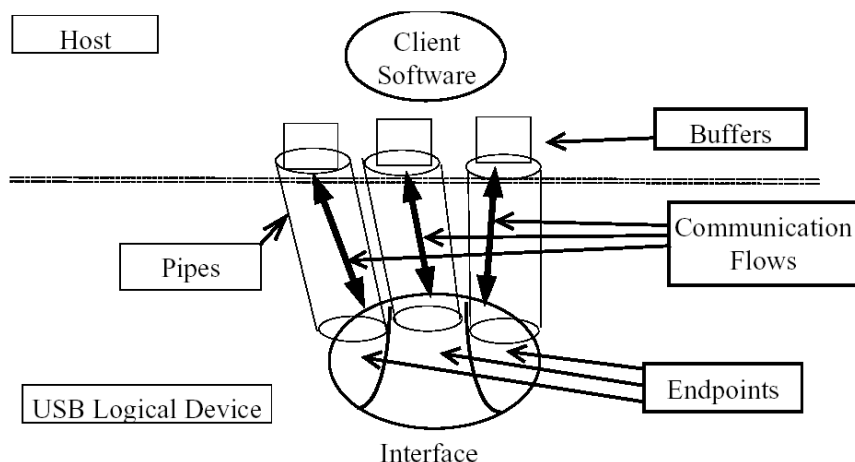 Host
Client
Software
Buffers
Communication
Flows
Pipes
Endpoints
USB Logical Device
Interface